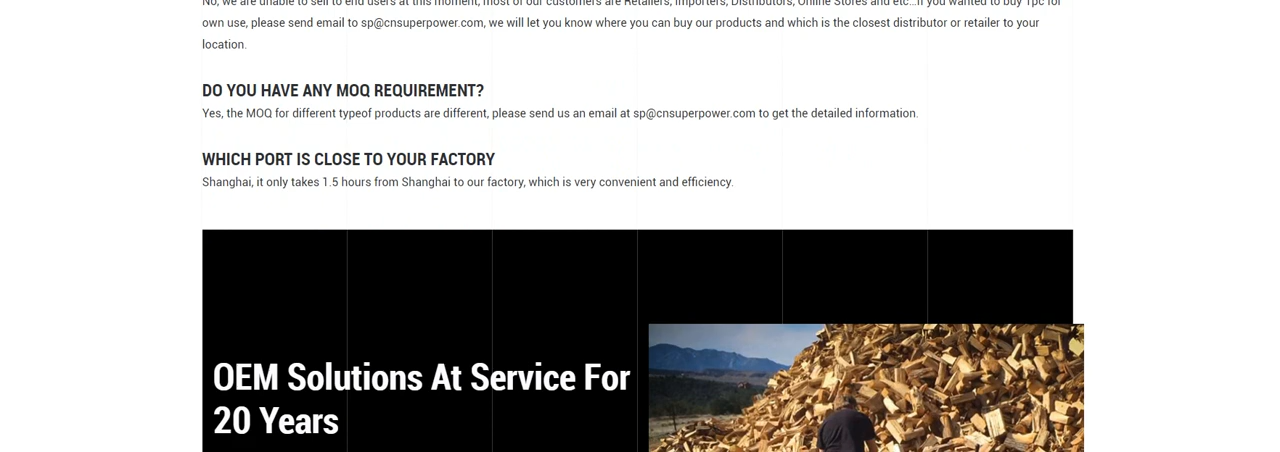 No, we are unable to sell to end users at this moment, most of our customers are Retailers, Importers, Distributors, Online Stores and etc...If you wanted to buy 1pc for
own use, please send email to sp@cnsuperpower.com, we will let you know where you can buy our products and which is the closest distributor or retailer to your
location.
DO YOU HAVE ANY MOQ REQUIREMENT?
Yes, the MOQ for different typeof products are different, please send us an email at sp@cnsuperpower.com to get the detailed information.
WHICH PORT IS CLOSE TO YOUR FACTORY
Shanghai, it only takes 1.5 hours from Shanghai to our factory, which is very convenient and efficiency.
OEM Solutions At Service For
20 Years